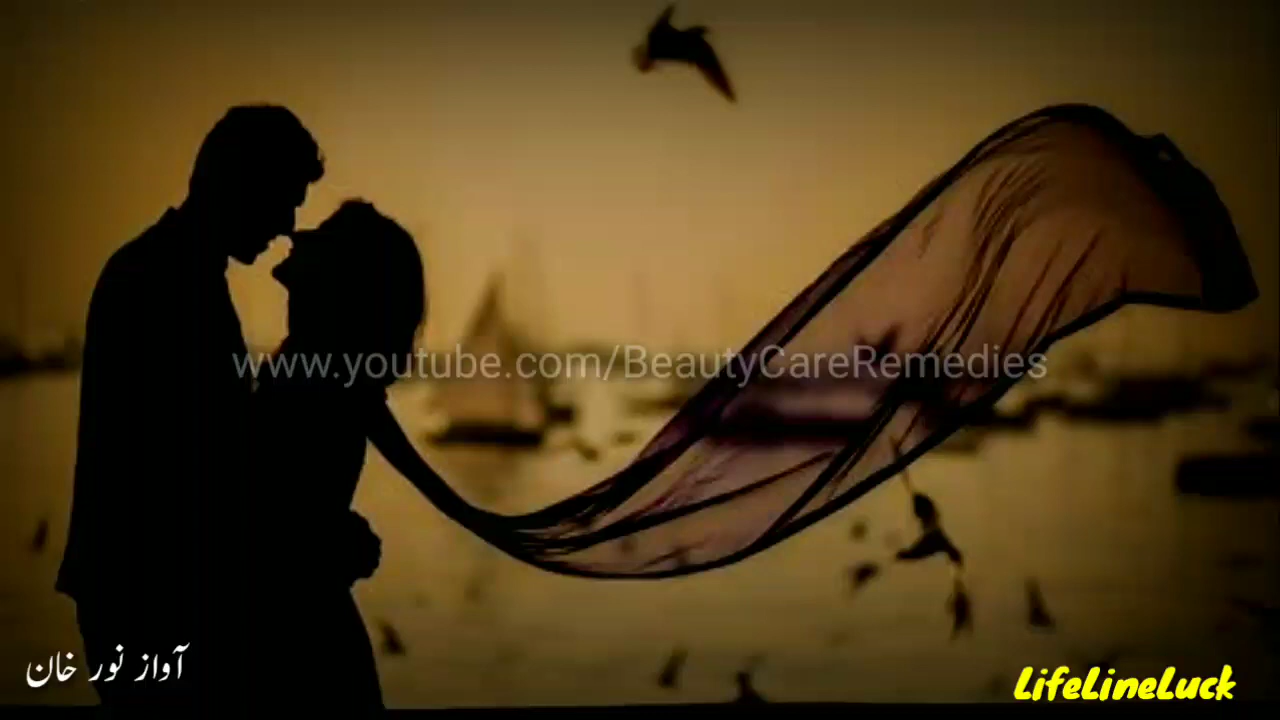 www.youtube.com/BeautyCareRemedies
آواز نور خان
LifeLineLuck